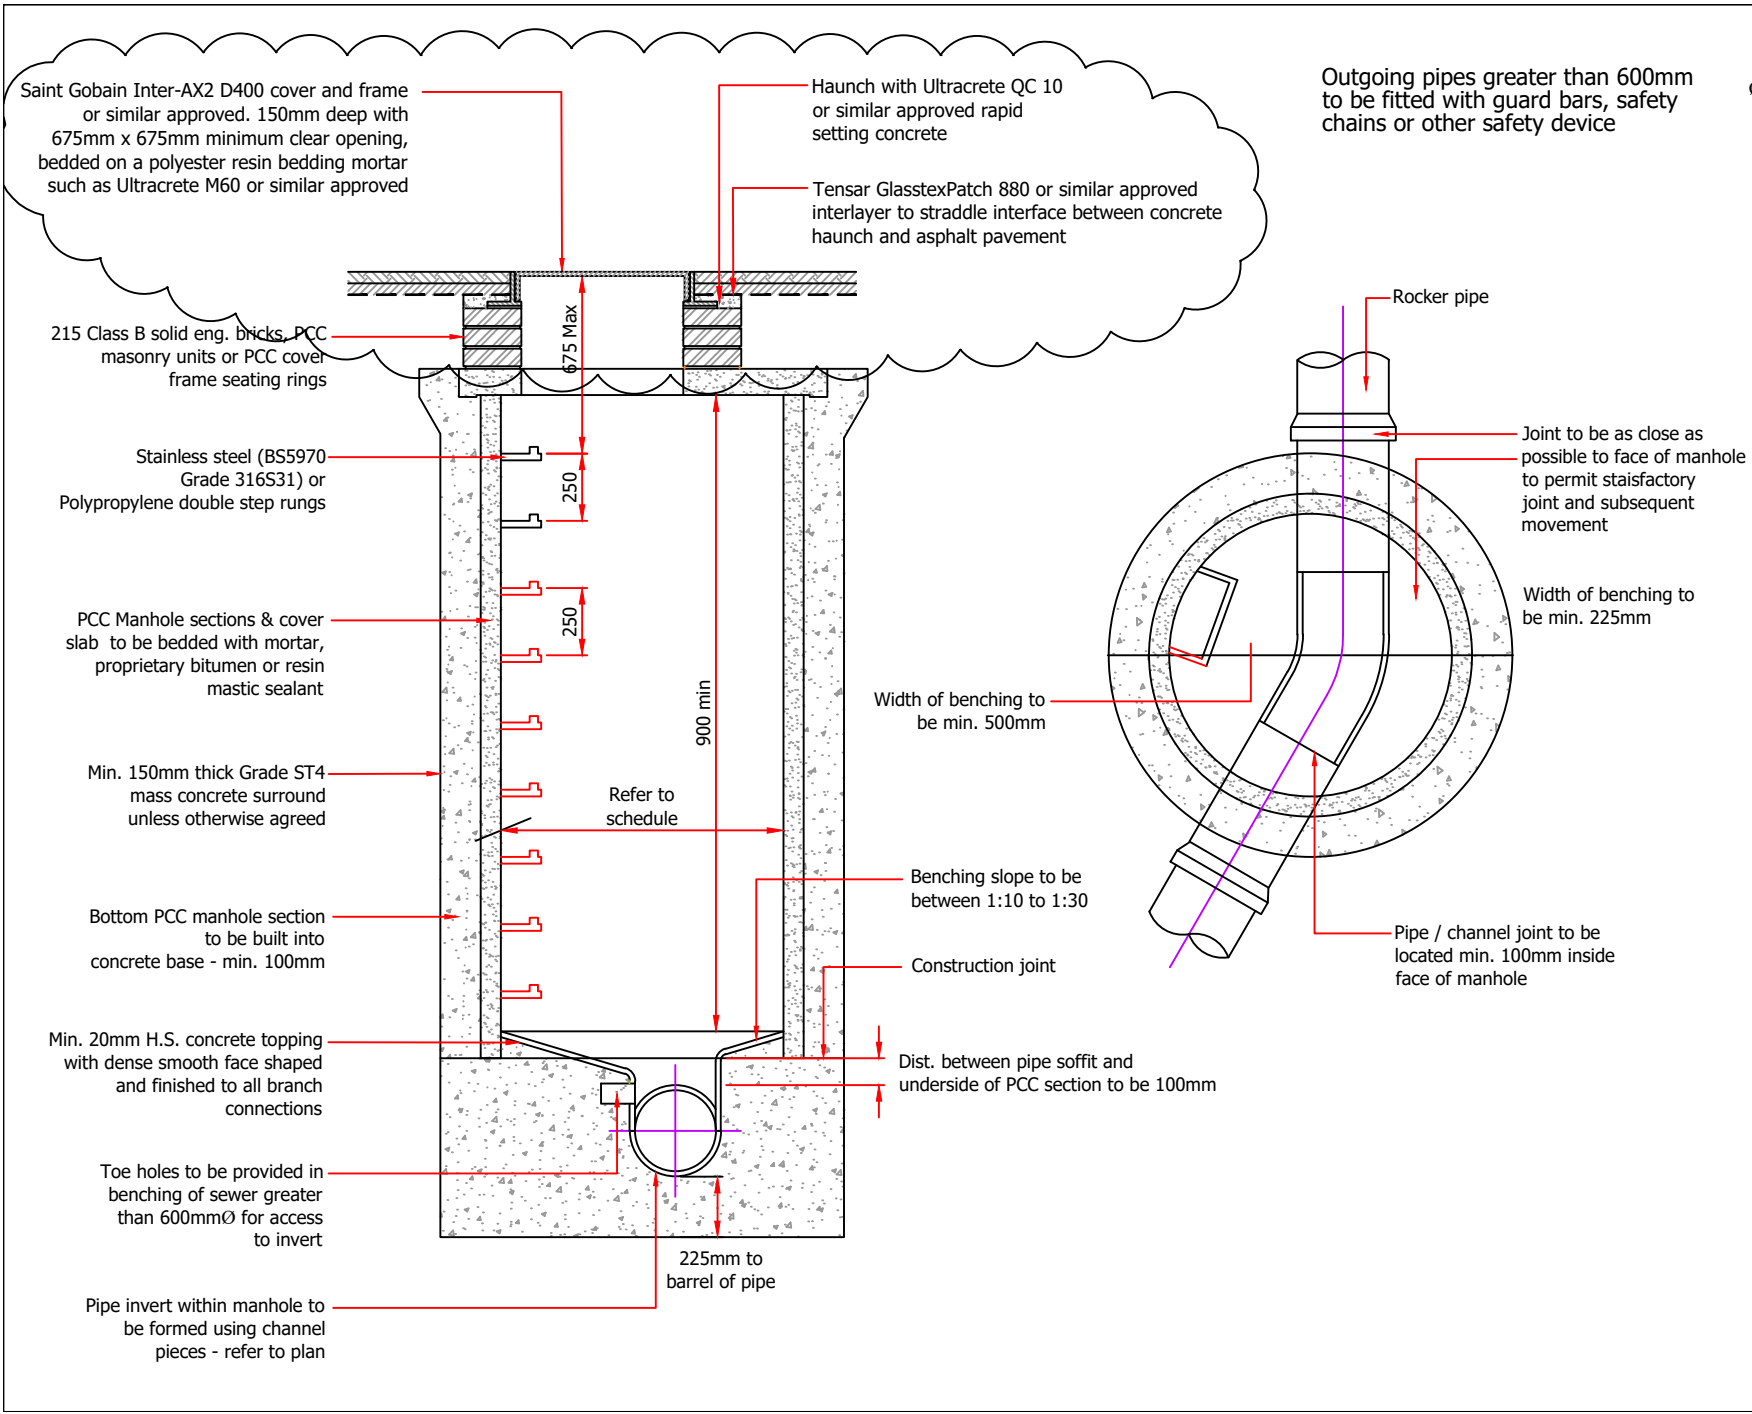 Saint Gobain Inter-AX2 D400 cover and frame
or similar approved. 150mm deep with
675mm x 675mm minimum clear opening,
bedded on a polyester resin bedding mortar
such as Ultracrete M60 or similar approved
Haunch with Ultracrete QC 10
or similar approved rapid
setting concrete
Tensar GlasstexPatch 880 or similar approved
interlayer to straddle interface between concrete
haunch and asphalt pavement
Outgoing pipes greater than 600mm
to be fitted with guard bars, safety
chains or other safety device
215 Class B solid eng. bricks, PCC
masonry units or PCC cover
frame seating rings
675 Max
Stainless steel (BS5970
Grade 316S31) or
Polypropylene double step rungs
250
250
PCC Manhole sections & cover
slab to be bedded with mortar,
proprietary bitumen or resin
mastic sealant
900 min
Min. 150mm thick Grade ST4
mass concrete surround
unless otherwise agreed
Refer to
schedule
Bottom PCC manhole section
to be built into
concrete base - min. 100mm
Benching slope to be
between 1:10 to 1:30
Construction joint
Min. 20mm H.S. concrete topping
with dense smooth face shaped
and finished to all branch
connections
Dist. between pipe soffit and
underside of PCC section to be 100mm
Toe holes to be provided in
benching of sewer greater
than 600mmØ for access
to invert
225mm to
barrel of pipe
Pipe invert within manhole to
be formed using channel
pieces - refer to plan
Rocker pipe
Joint to be as close as
possible to face of manhole
to permit staisfactory
joint and subsequent
movement
Width of benching to
be min. 225mm
Width of benching to
be min. 500mm
Pipe / channel joint to be
located min. 100mm inside
face of manhole